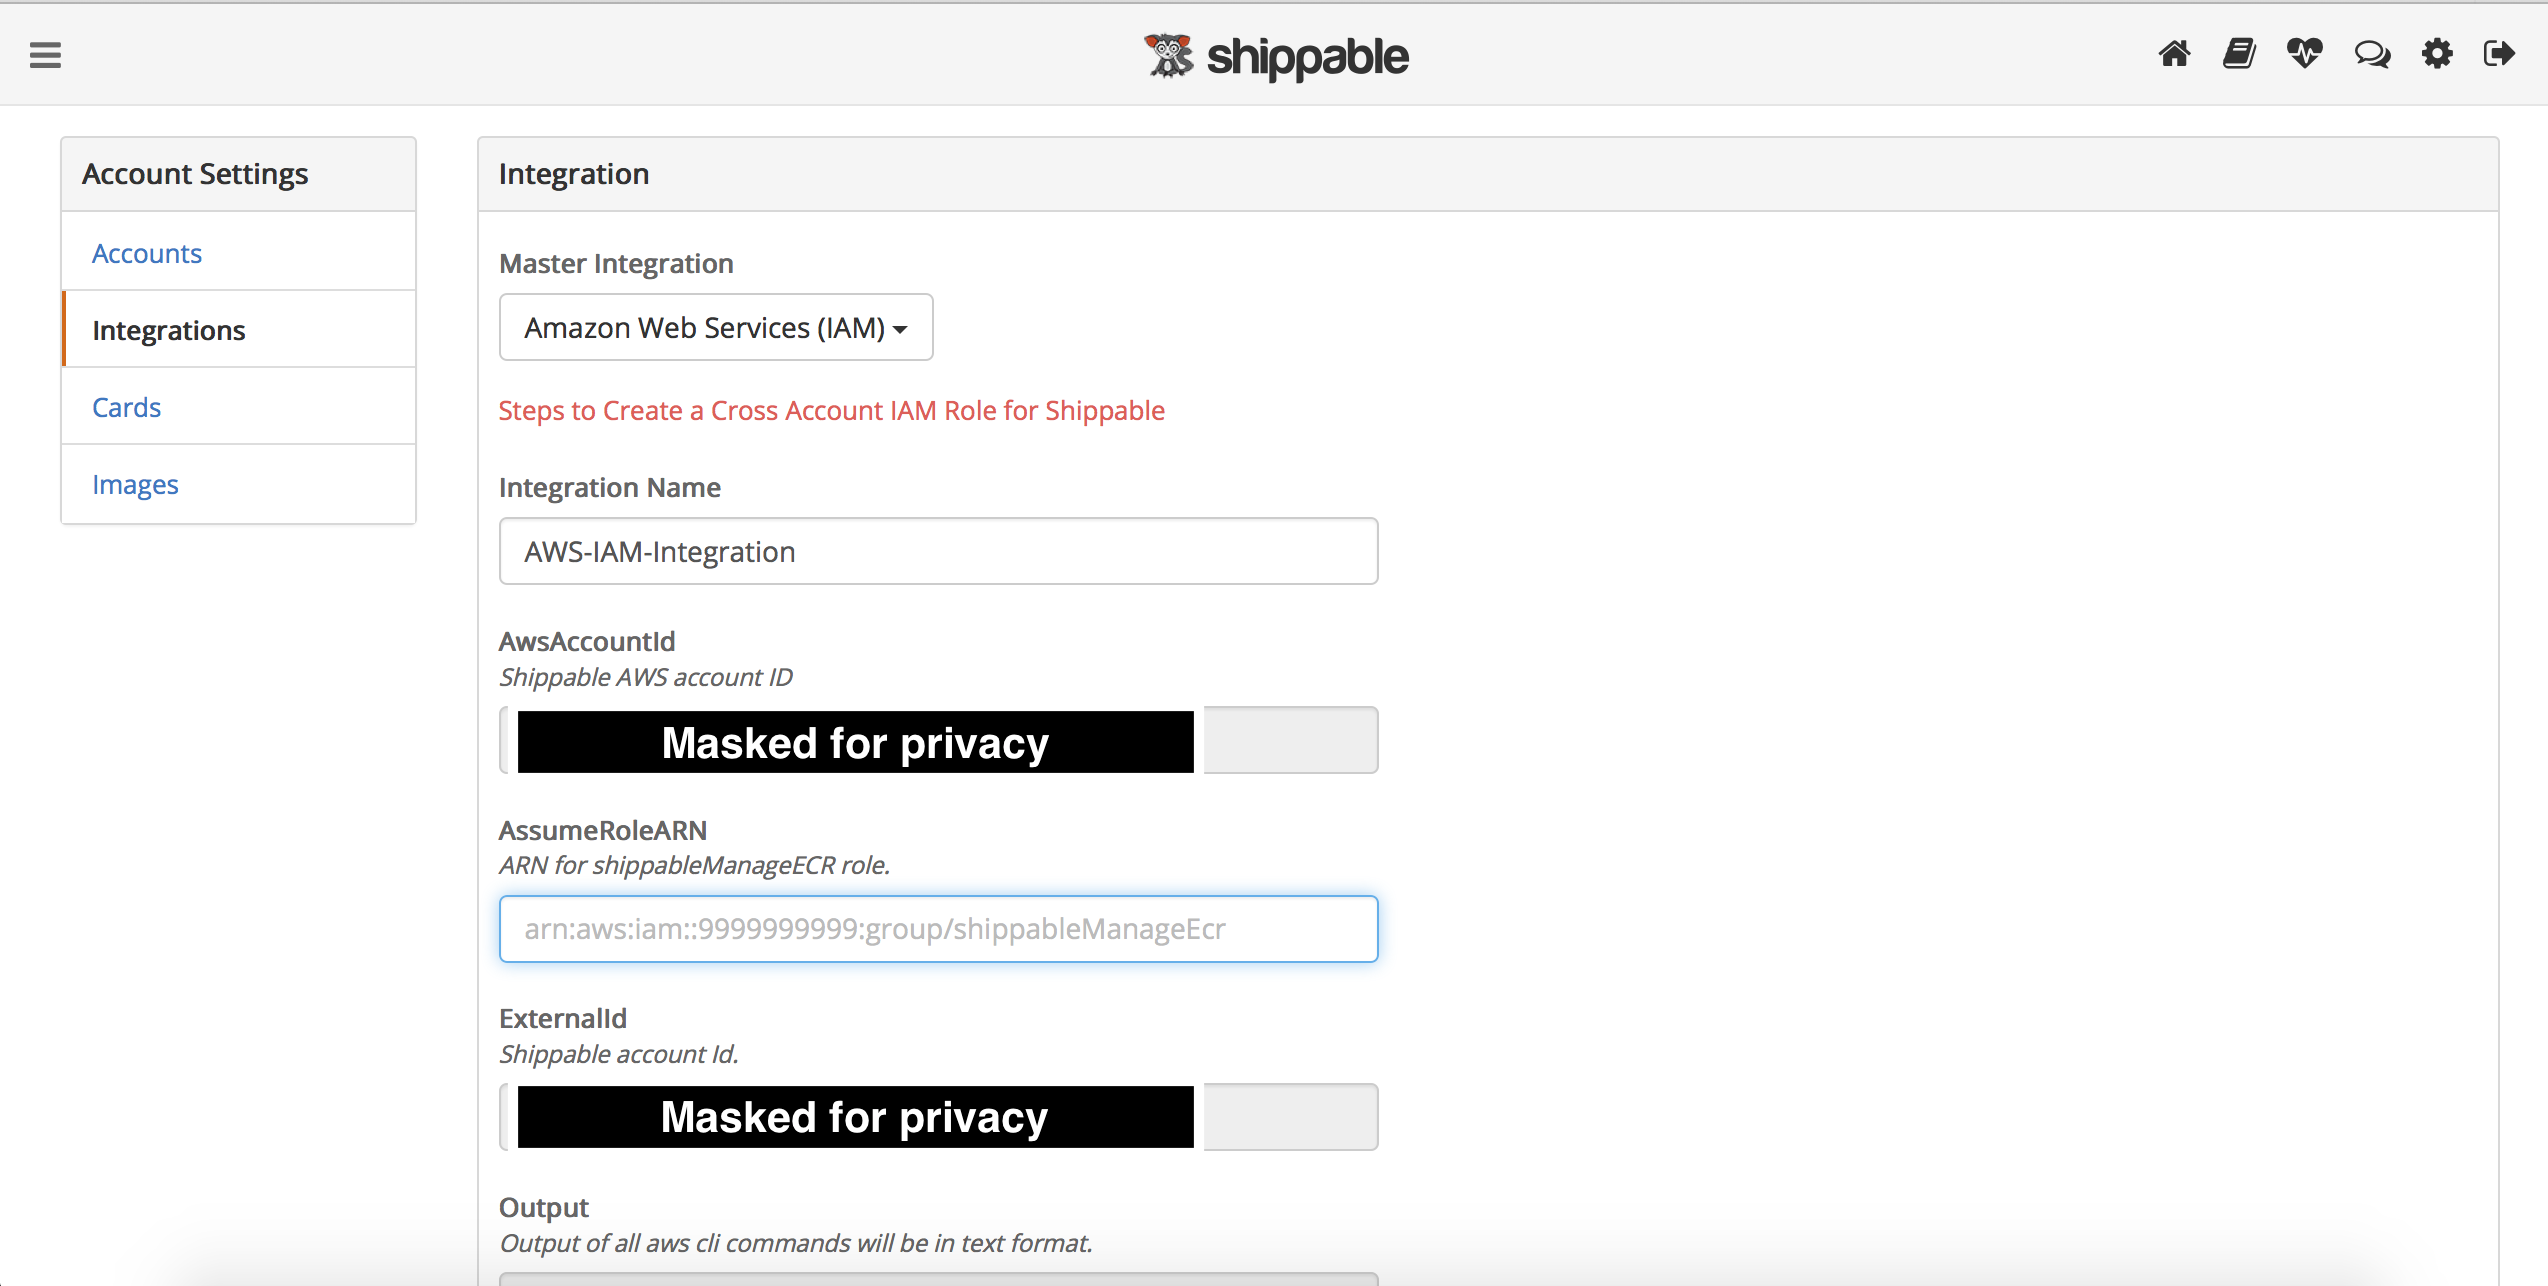 shippable
Account Settings
Accounts
Integrations
Cards
Images
Integration
Master Integration
Amazon Web Services (IAM)
Steps to Create a Cross Account IAM Role for Shippable
Integration Name
AWS-IAM-Integration
AwsAccountId
Shippable AWS account ID
Masked for privacy
AssumeRoleARN
ARN for shippableManageECR role.
arn:aws:iam::9999999999:group/shippableManageEcr
ExternalId
Shippable account Id.
Masked for privacy
Output
Output of all aws cli commands will be in text format.